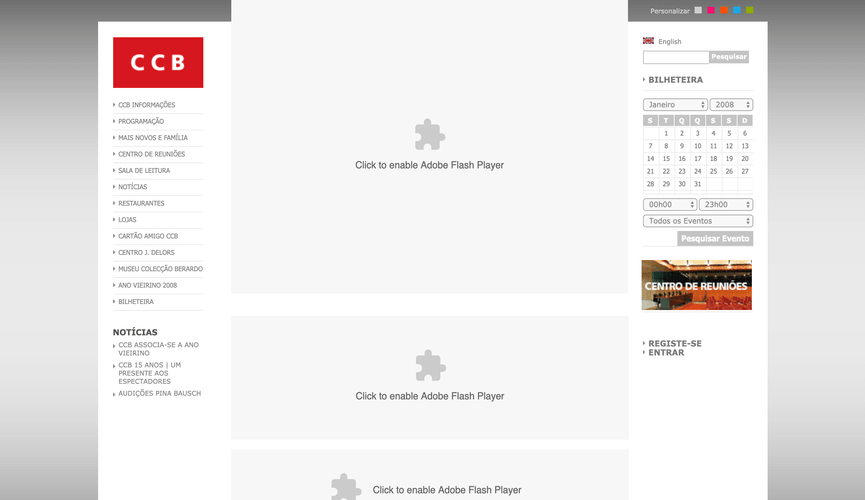 Personalizar
CCB
CCB INFORMAÇÕES
PROGRAMAÇÃO
MAIS NOVOS E FAMÍLIA
CENTRO DE REUNIÕES
SALA DE LEITURA
NOTÍCIAS
RESTAURANTES
LOJAS
CARTÃO AMIGO CCB
CENTRO J. DELORS
MUSEU COLECÇÃO BERARDO
ANO VIEIRINO 2008
BILHETEIRA
NOTÍCIAS
CCB ASSOCIA-SE A ANO
VIEIRINO
CCB 15 ANOS | UM
PRESENTE AOS
ESPECTADORES
AUDIÇÕES PINA BAUSCH
Click to enable Adobe Flash Player
Click to enable Adobe Flash Player
Click to enable Adobe Flash Player
English
Pesquisar
BILHETEIRA
Janeiro 2008
S T Q Q S S D
1 2 3 4 5 6
7 8 9 10 11 12 13
14 15 16 17 18 19 20
21 22 23 24 25 26 27
28 29 30 31
00h00 23h00
Todos os Eventos
Pesquisar Evento
CENTRO DE REUNIÕES
REGISTE-SE
ENTRAR